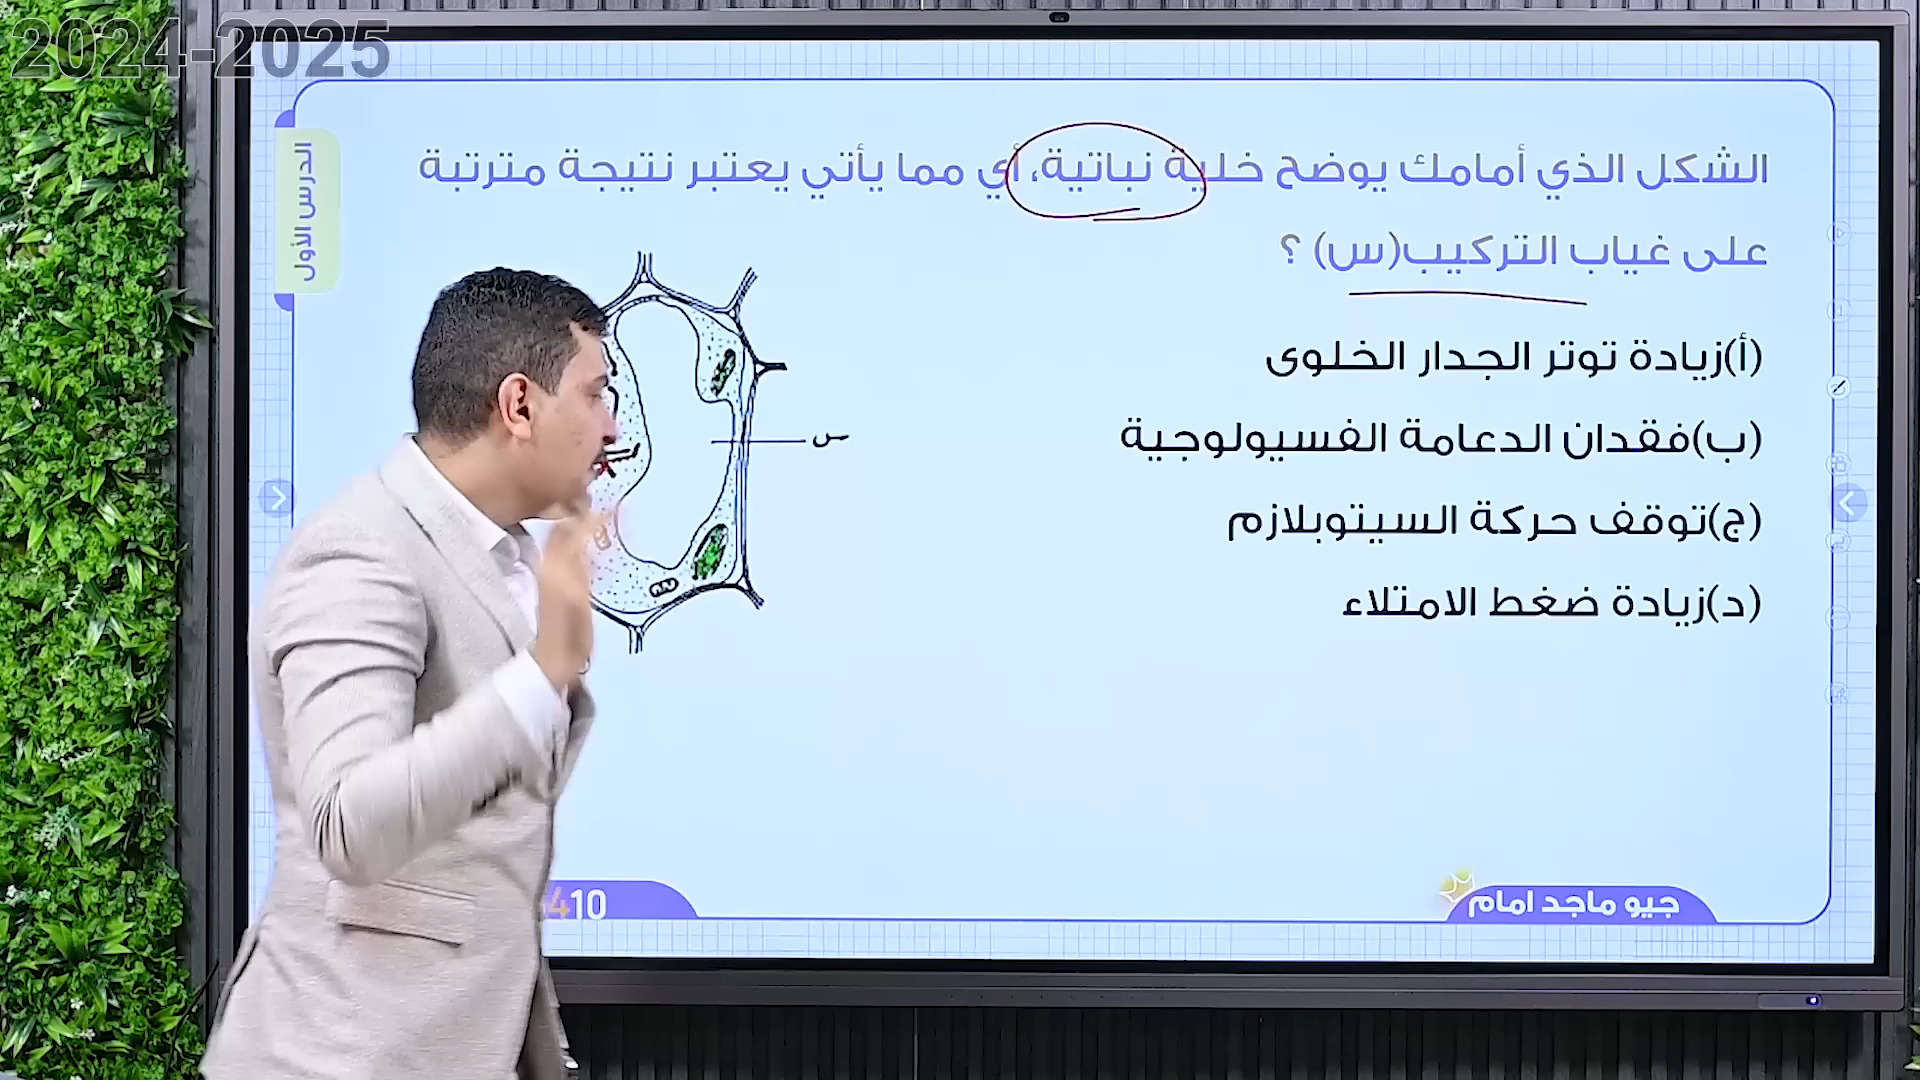 2024-2025
الدرس الأول
الشكل الذي أمامك يوضح خلية نباتية، أي مما يأتي يعتبر نتيجة مترتبة
على غياب التركيب(س) ؟
س
(أ)زيادة توتر الجدار الخلوى
(ب)فقدان الدعامة الفسيولوجية
(ج)توقف حركة السيتوبلازم
(د)زيادة ضغط الامتلاء
410
جيو ماجد امام